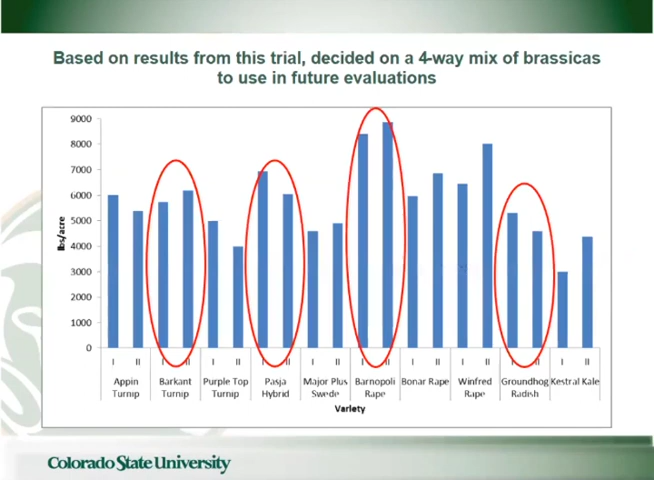 Based on results from this trial, decided on a 4-way mix of brassicas
to use in future evaluations
9000
8000
7000
6000
5000
4000
3000
2000
1000
0
lbs/acre
I II I II I II I II I II I II I II I II I II I II
Appin Barkant Purple Top Pasja Major Plus Barnopoli Bonar Rape Winfred Groundhog Kestral Kale
Turnip Turnip Turnip Hybrid Swede Rape Rape Radish
Variety
Colorado State University